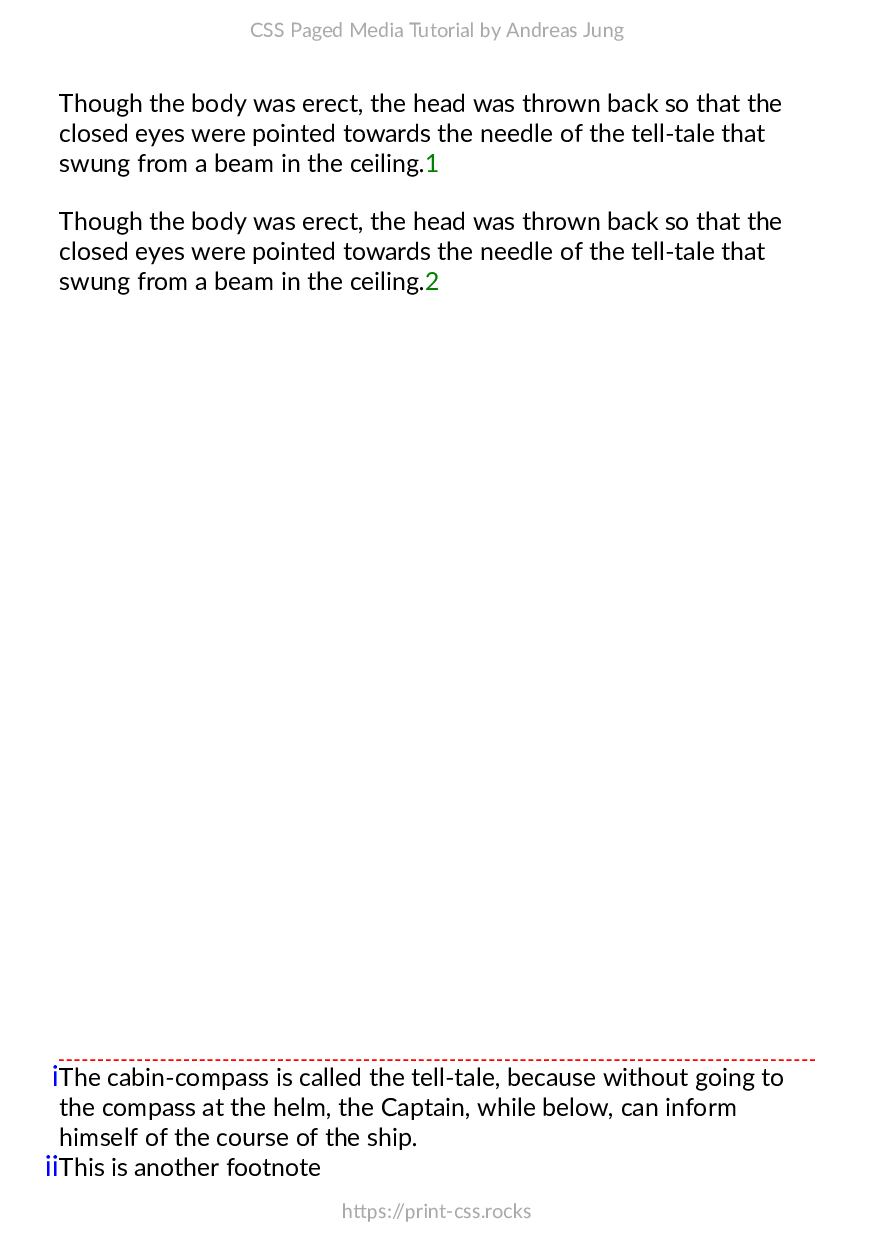 CSS Paged Media Tutorial by Andreas Jung
Though the body was erect, the head was thrown back so that the
closed eyes were pointed towards the needle of the tell-tale that
swung from a beam in the ceiling.1
Though the body was erect, the head was thrown back so that the
closed eyes were pointed towards the needle of the tell-tale that
swung from a beam in the ceiling.2
iThe cabin-compass is called the tell-tale, because without going to
the compass at the helm, the Captain, while below, can inform
himself of the course of the ship.
iiThis is another footnote
https://print-css.rocks